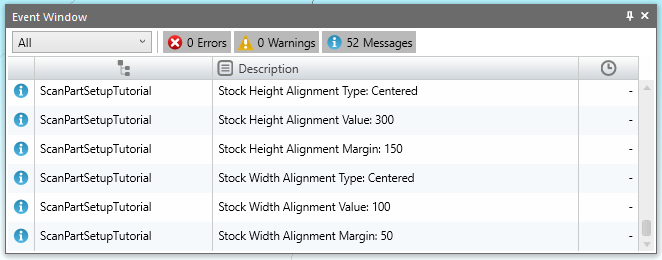 Event Window
All
0 Errors
0 Warnings
52 Messages
Description
ScanPartSetupTutorial Stock Height Alignment Type: Centered -
ScanPartSetupTutorial Stock Height Alignment Value: 300 -
ScanPartSetupTutorial Stock Height Alignment Margin: 150 -
ScanPartSetupTutorial Stock Width Alignment Type: Centered -
ScanPartSetupTutorial Stock Width Alignment Value: 100 -
ScanPartSetupTutorial Stock Width Alignment Margin: 50 -